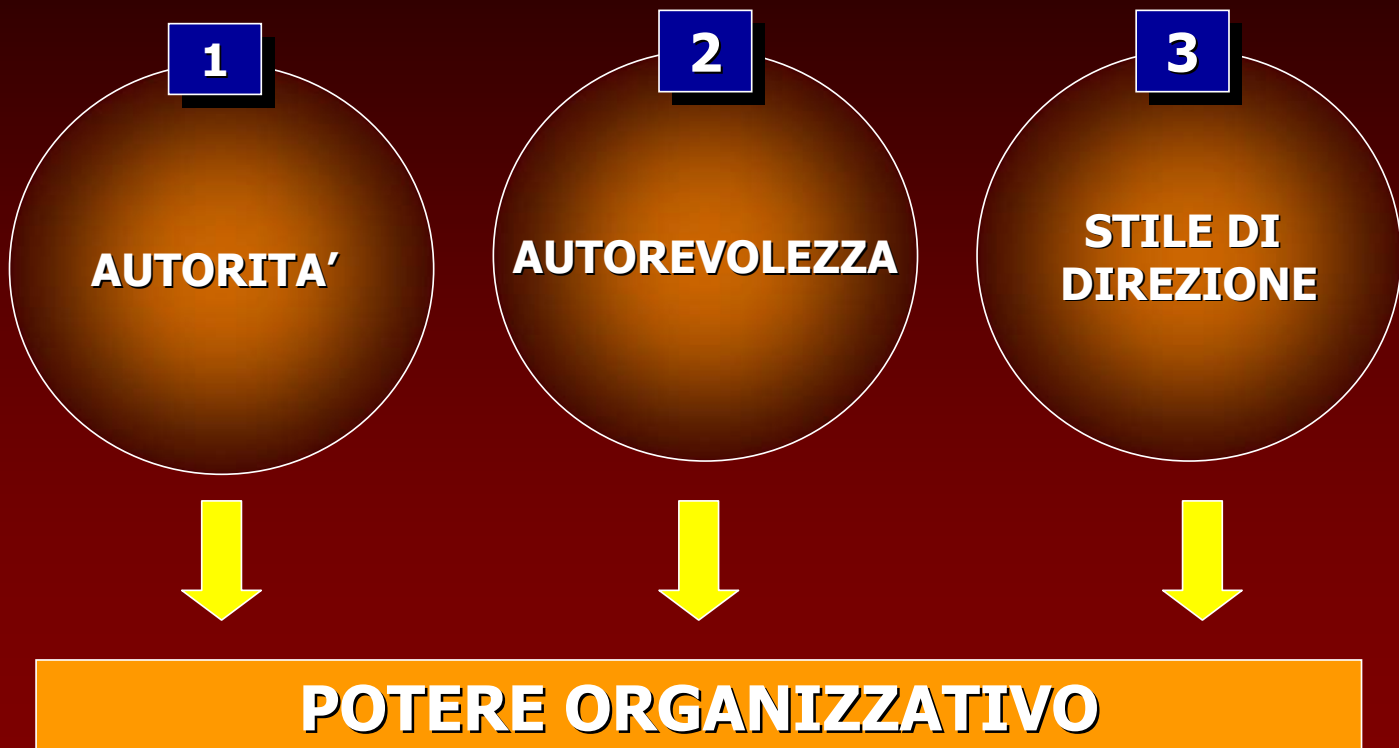 1
AUTORITA’
2
AUTOREVOLEZZA
3
STILE DI
DIREZIONE
POTERE ORGANIZZATIVO